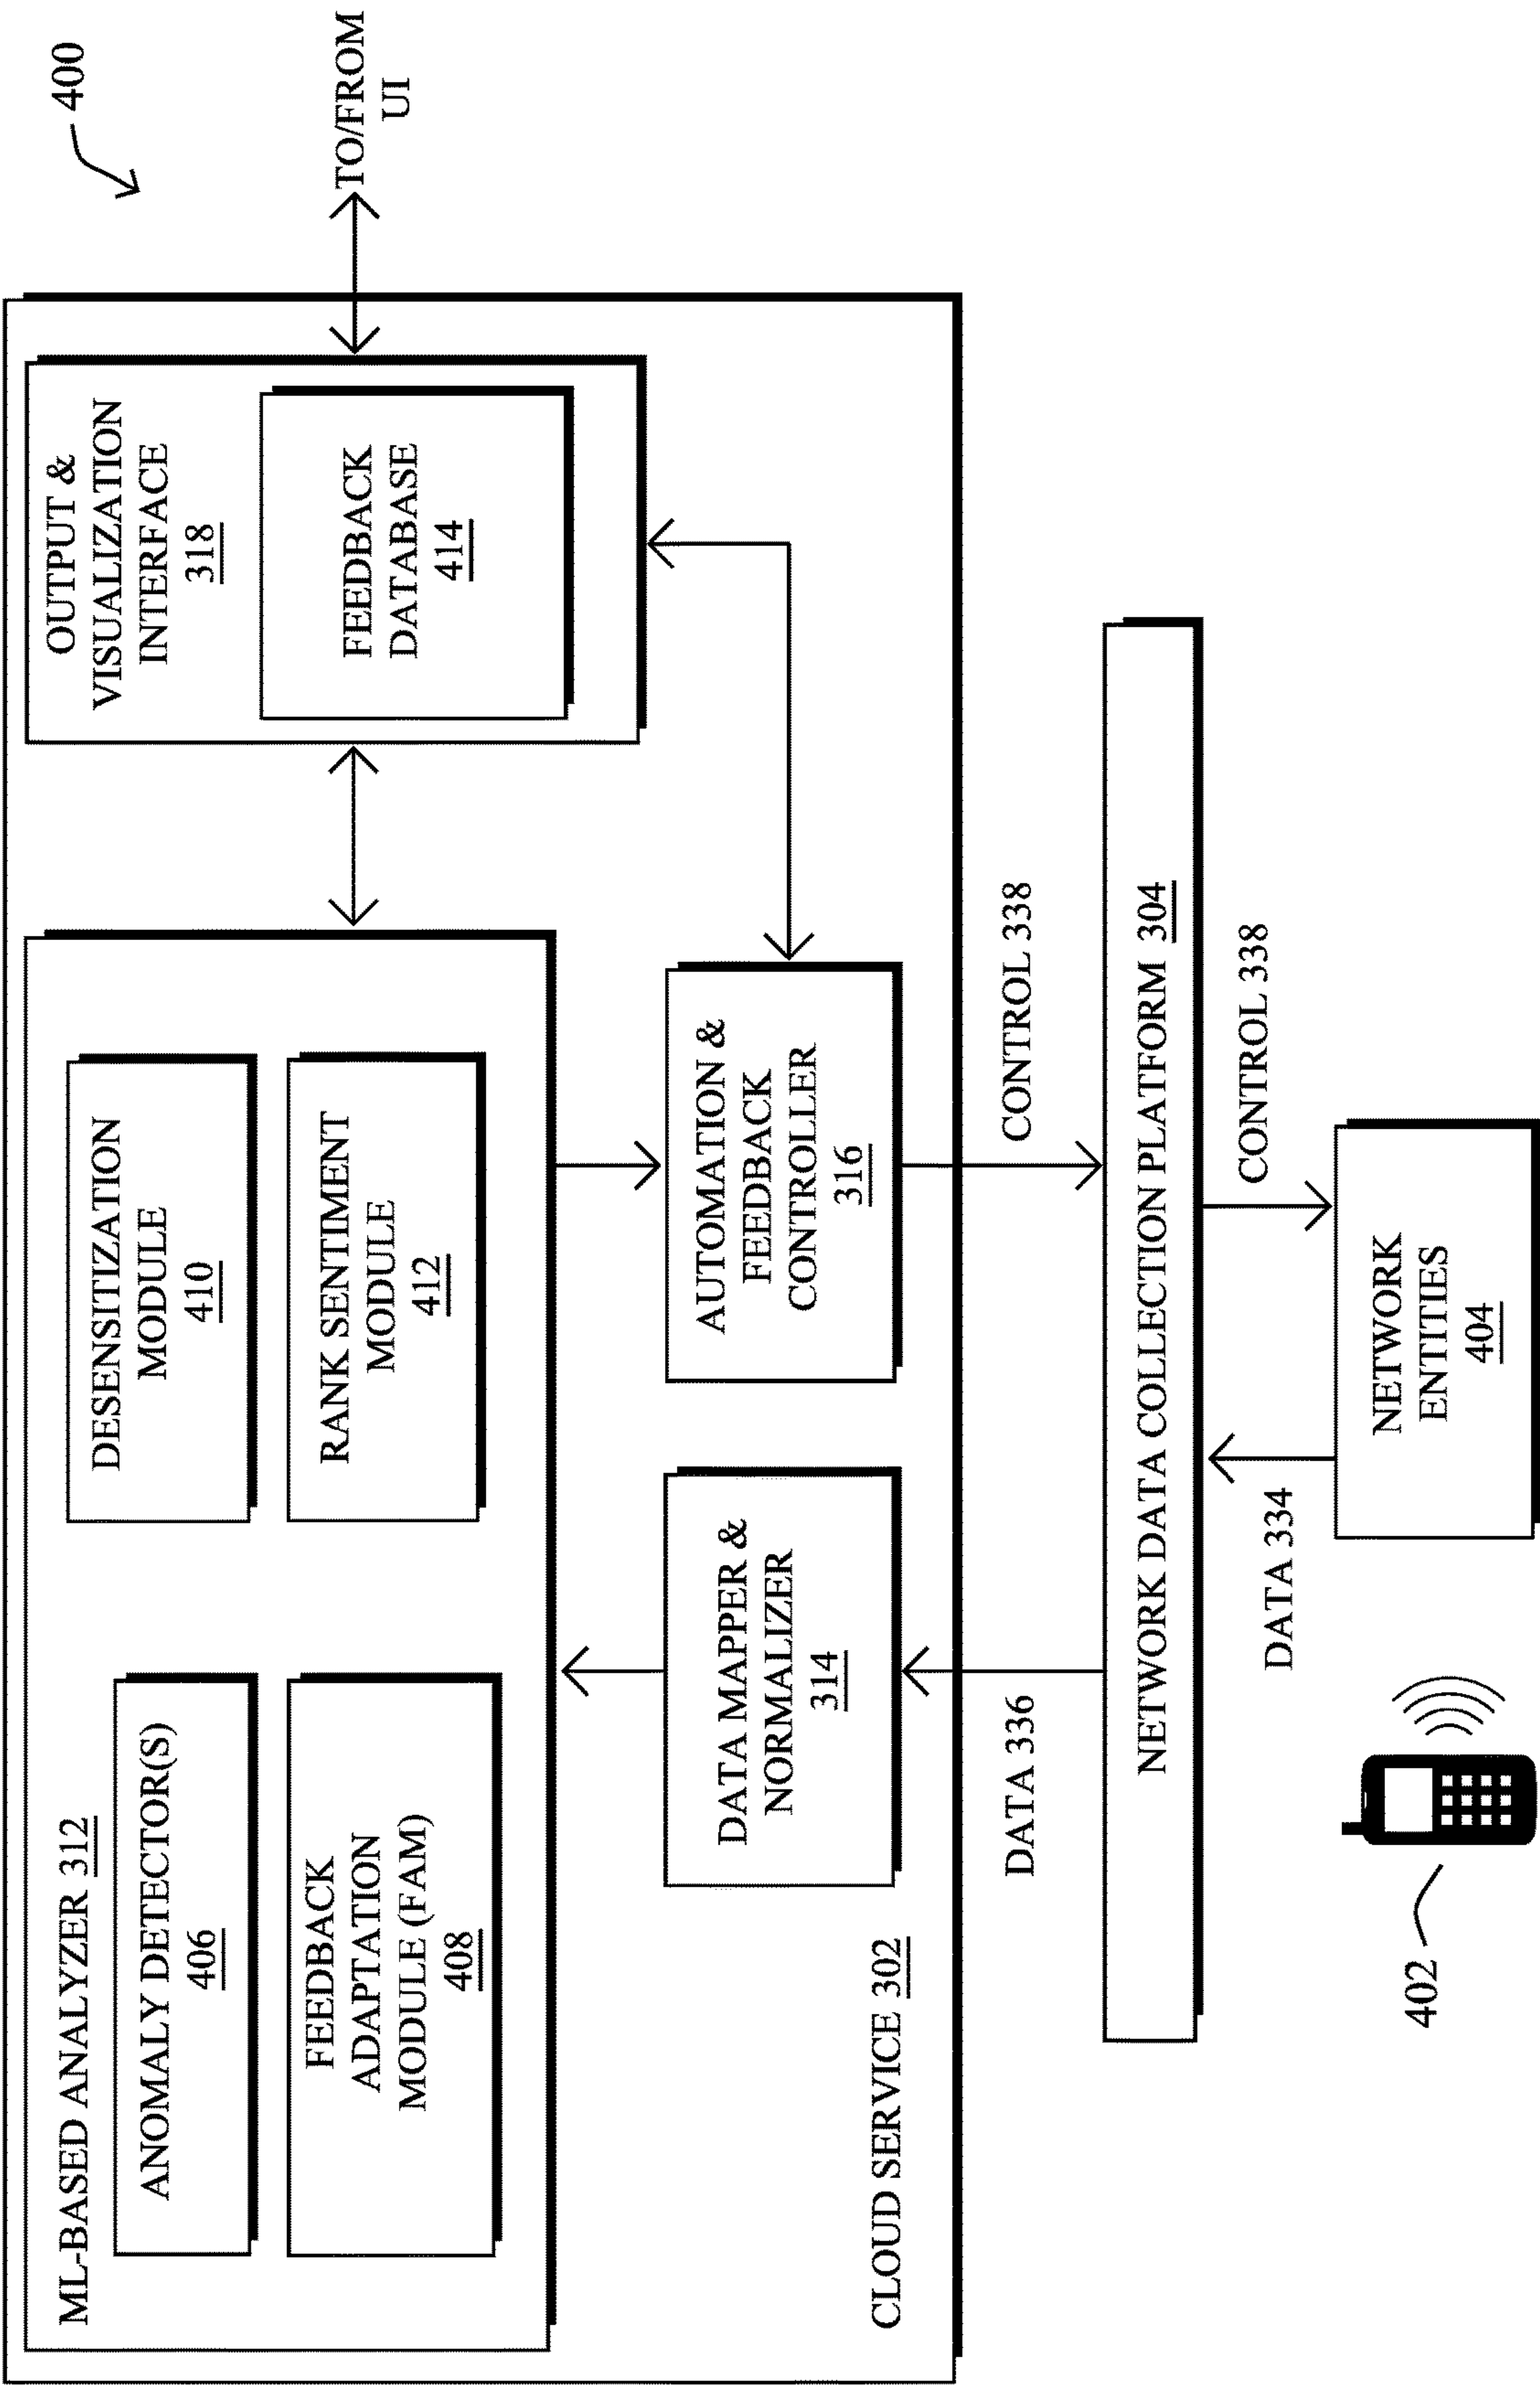 400
ML-BASED ANALYZER 312
ANOMALY DETECTOR(S)
406
FEEDBACK
ADAPTATION
MODULE (FAM)
408
DESENSITIZATION
MODULE
410
RANK SENTIMENT
MODULE
412
OUTPUT &
VISUALIZATION
INTERFACE
318
FEEDBACK
DATABASE
414
TO/FROM
UI
DATA MAPPER &
NORMALIZER
314
AUTOMATION &
FEEDBACK
CONTROLLER
316
CLOUD SERVICE 302
DATA 336
CONTROL 338
NETWORK DATA COLLECTION PLATFORM 304
DATA 334
CONTROL 338
402
NETWORK
ENTITIES
404